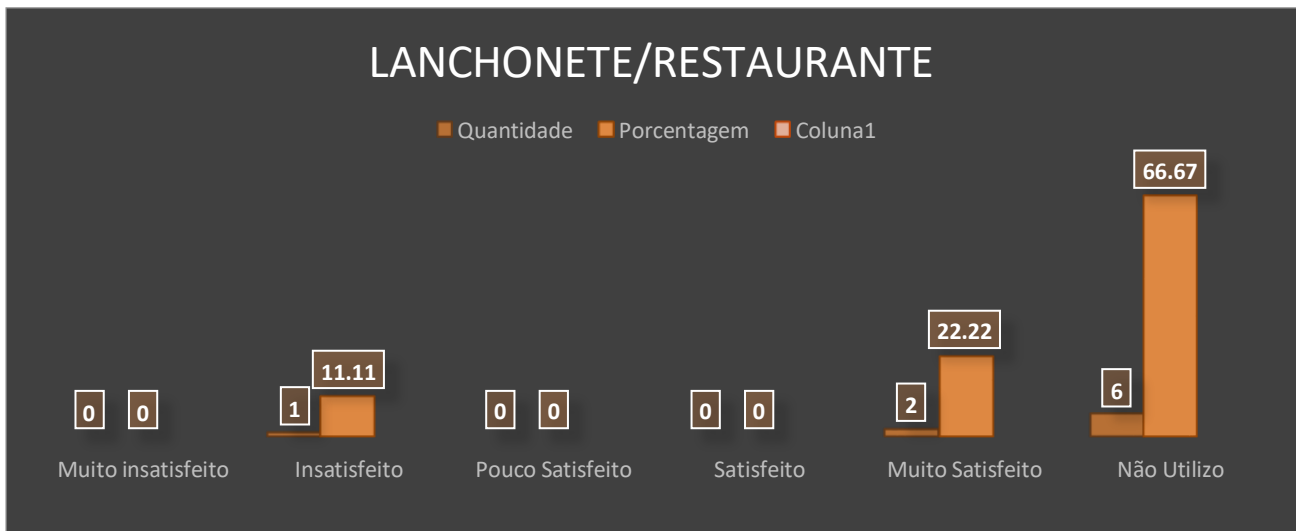 LANCHONETE/RESTAURANTE
Quantidade Porcentagem Coluna1
66.67
22.22
11.11
0 0 1 0 0 0 0 2 6
Muito insatisfeito Insatisfeito Pouco Satisfeito Satisfeito Muito Satisfeito Não Utilizo